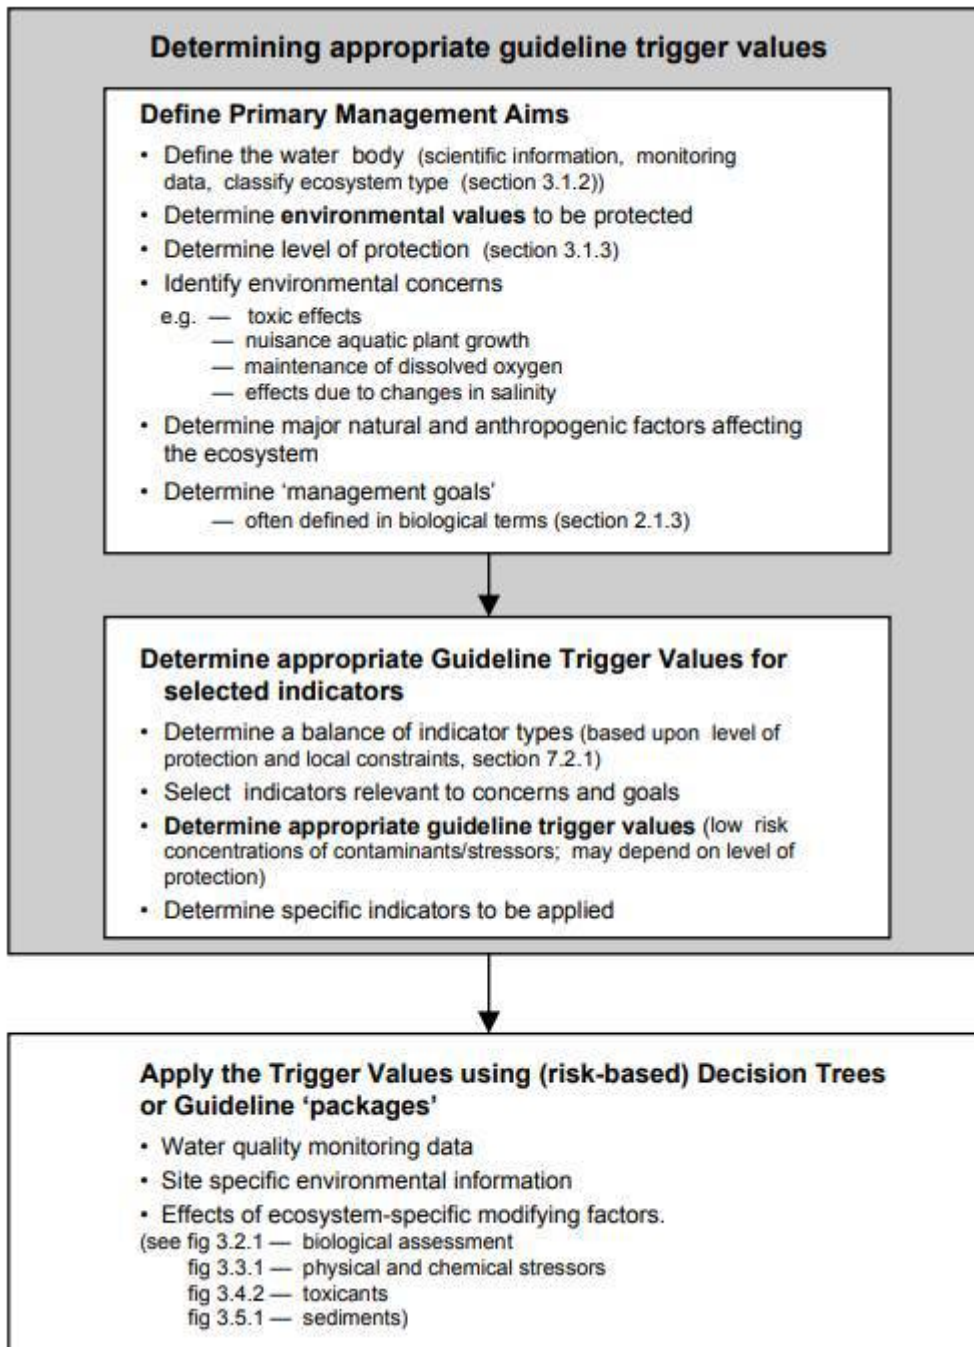 Determining appropriate guideline trigger values
Define Primary Management Aims
• Define the water body (scientific information, monitoring
data, classify ecosystem type (section 3.1.2))
• Determine environmental values to be protected
• Determine level of protection (section 3.1.3)
• Identify environmental concerns
e.g. — toxic effects
— nuisance aquatic plant growth
— maintenance of dissolved oxygen
— effects due to changes in salinity
• Determine major natural and anthropogenic factors affecting
the ecosystem
• Determine ‘management goals’
— often defined in biological terms (section 2.1.3)
Determine appropriate Guideline Trigger Values for
selected indicators
• Determine a balance of indicator types (based upon level of
protection and local constraints, section 7.2.1)
• Select indicators relevant to concerns and goals
• Determine appropriate guideline trigger values (low risk
concentrations of contaminants/stressors; may depend on level of
protection)
• Determine specific indicators to be applied
Apply the Trigger Values using (risk-based) Decision Trees
or Guideline ‘packages’
• Water quality monitoring data
• Site specific environmental information
• Effects of ecosystem-specific modifying factors.
(see fig 3.2.1 — biological assessment
fig 3.3.1 — physical and chemical stressors
fig 3.4.2 — toxicants
fig 3.5.1 — sediments)